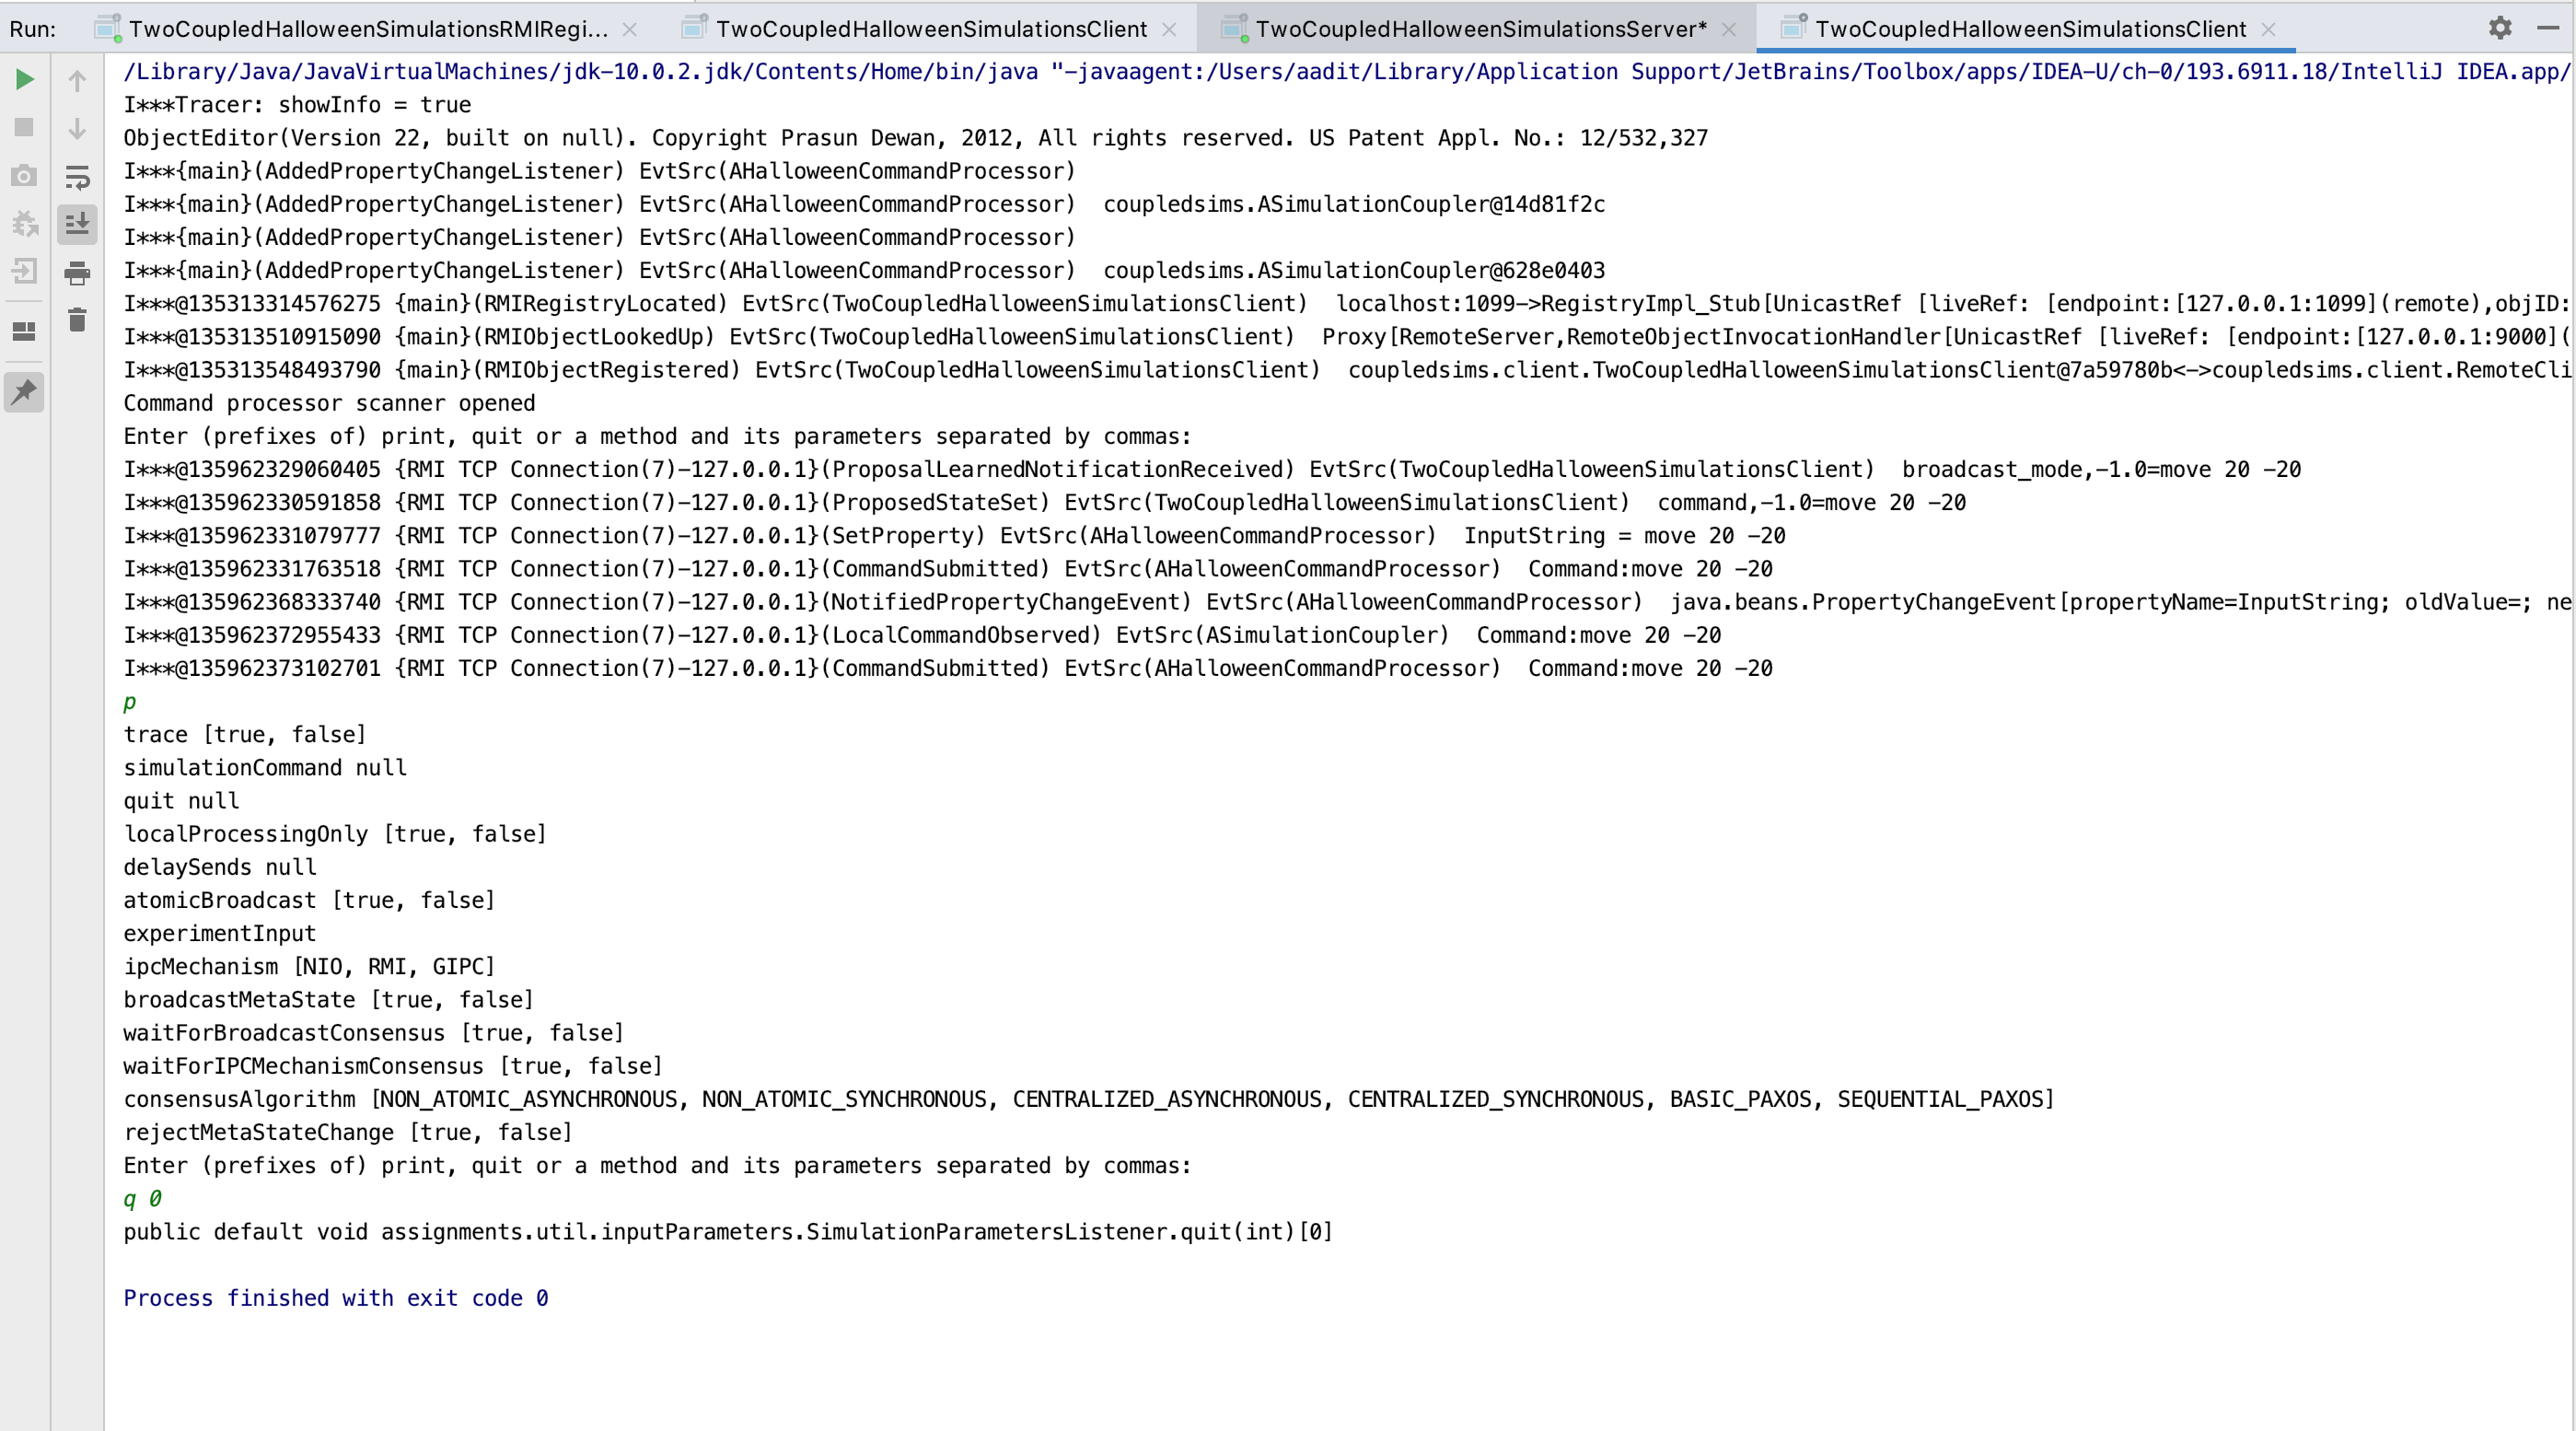 Run: TwoCoupledHalloweenSimulationsRMIRegi... TwoCoupledHalloweenSimulationsClient TwoCoupledHalloweenSimulationsServer* TwoCoupledHalloweenSimulationsClient
/Library/Java/JavaVirtualMachines/jdk-10.0.2.jdk/Contents/Home/bin/java "-javaagent:/Users/aadit/Library/Application Support/JetBrains/Toolbox/apps/IDEA-U/ch-0/193.6911.18/IntelliJ IDEA.app/
I***Tracer: showInfo = true
ObjectEditor(Version 22, built on null). Copyright Prasun Dewan, 2012, All rights reserved. US Patent Appl. No.: 12/532,327
I***{main}(AddedPropertyChangeListener) EvtSrc(AHalloweenCommandProcessor)
I***{main}(AddedPropertyChangeListener) EvtSrc(AHalloweenCommandProcessor)  coupledsims.ASimulationCoupler@14d81f2c
I***{main}(AddedPropertyChangeListener) EvtSrc(AHalloweenCommandProcessor)
I***{main}(AddedPropertyChangeListener) EvtSrc(AHalloweenCommandProcessor)  coupledsims.ASimulationCoupler@628e0403
I***@135313314576275 {main}(RMIRegistryLocated) EvtSrc(TwoCoupledHalloweenSimulationsClient)  localhost:1099->RegistryImpl_Stub[UnicastRef [liveRef: [endpoint:[127.0.0.1:1099](remote),objID:
I***@135313510915090 {main}(RMIObjectLookedUp) EvtSrc(TwoCoupledHalloweenSimulationsClient)  Proxy[RemoteServer,RemoteObjectInvocationHandler[UnicastRef [liveRef: [endpoint:[127.0.0.1:9000](
I***@135313548493790 {main}(RMIObjectRegistered) EvtSrc(TwoCoupledHalloweenSimulationsClient)  coupledsims.client.TwoCoupledHalloweenSimulationsClient@7a59780b<->coupledsims.client.RemoteCli
Command processor scanner opened
Enter (prefixes of) print, quit or a method and its parameters separated by commas:
I***@135962329060405 {RMI TCP Connection(7)-127.0.0.1}(ProposalLearnedNotificationReceived) EvtSrc(TwoCoupledHalloweenSimulationsClient)  broadcast_mode,-1.0=move 20 -20
I***@135962330591858 {RMI TCP Connection(7)-127.0.0.1}(ProposedStateSet) EvtSrc(TwoCoupledHalloweenSimulationsClient)  command,-1.0=move 20 -20
I***@135962331079777 {RMI TCP Connection(7)-127.0.0.1}(SetProperty) EvtSrc(AHalloweenCommandProcessor)  InputString = move 20 -20
I***@135962331763518 {RMI TCP Connection(7)-127.0.0.1}(CommandSubmitted) EvtSrc(AHalloweenCommandProcessor)  Command:move 20 -20
I***@135962368333740 {RMI TCP Connection(7)-127.0.0.1}(NotifiedPropertyChangeEvent) EvtSrc(AHalloweenCommandProcessor)  java.beans.PropertyChangeEvent[propertyName=InputString; oldValue=; ne
I***@135962372955433 {RMI TCP Connection(7)-127.0.0.1}(LocalCommandObserved) EvtSrc(ASimulationCoupler)  Command:move 20 -20
I***@135962373102701 {RMI TCP Connection(7)-127.0.0.1}(CommandSubmitted) EvtSrc(AHalloweenCommandProcessor)  Command:move 20 -20
p
trace [true, false]
simulationCommand null
quit null
localProcessingOnly [true, false]
delaySends null
atomicBroadcast [true, false]
experimentInput
ipcMechanism [NIO, RMI, GIPC]
broadcastMetaState [true, false]
waitForBroadcastConsensus [true, false]
waitForIPCMechanismConsensus [true, false]
consensusAlgorithm [NON_ATOMIC_ASYNCHRONOUS, NON_ATOMIC_SYNCHRONOUS, CENTRALIZED_ASYNCHRONOUS, CENTRALIZED_SYNCHRONOUS, BASIC_PAXOS, SEQUENTIAL_PAXOS]
rejectMetaStateChange [true, false]
Enter (prefixes of) print, quit or a method and its parameters separated by commas:
q 0
public default void assignments.util.inputParameters.SimulationParametersListener.quit(int)[0]
Process finished with exit code 0